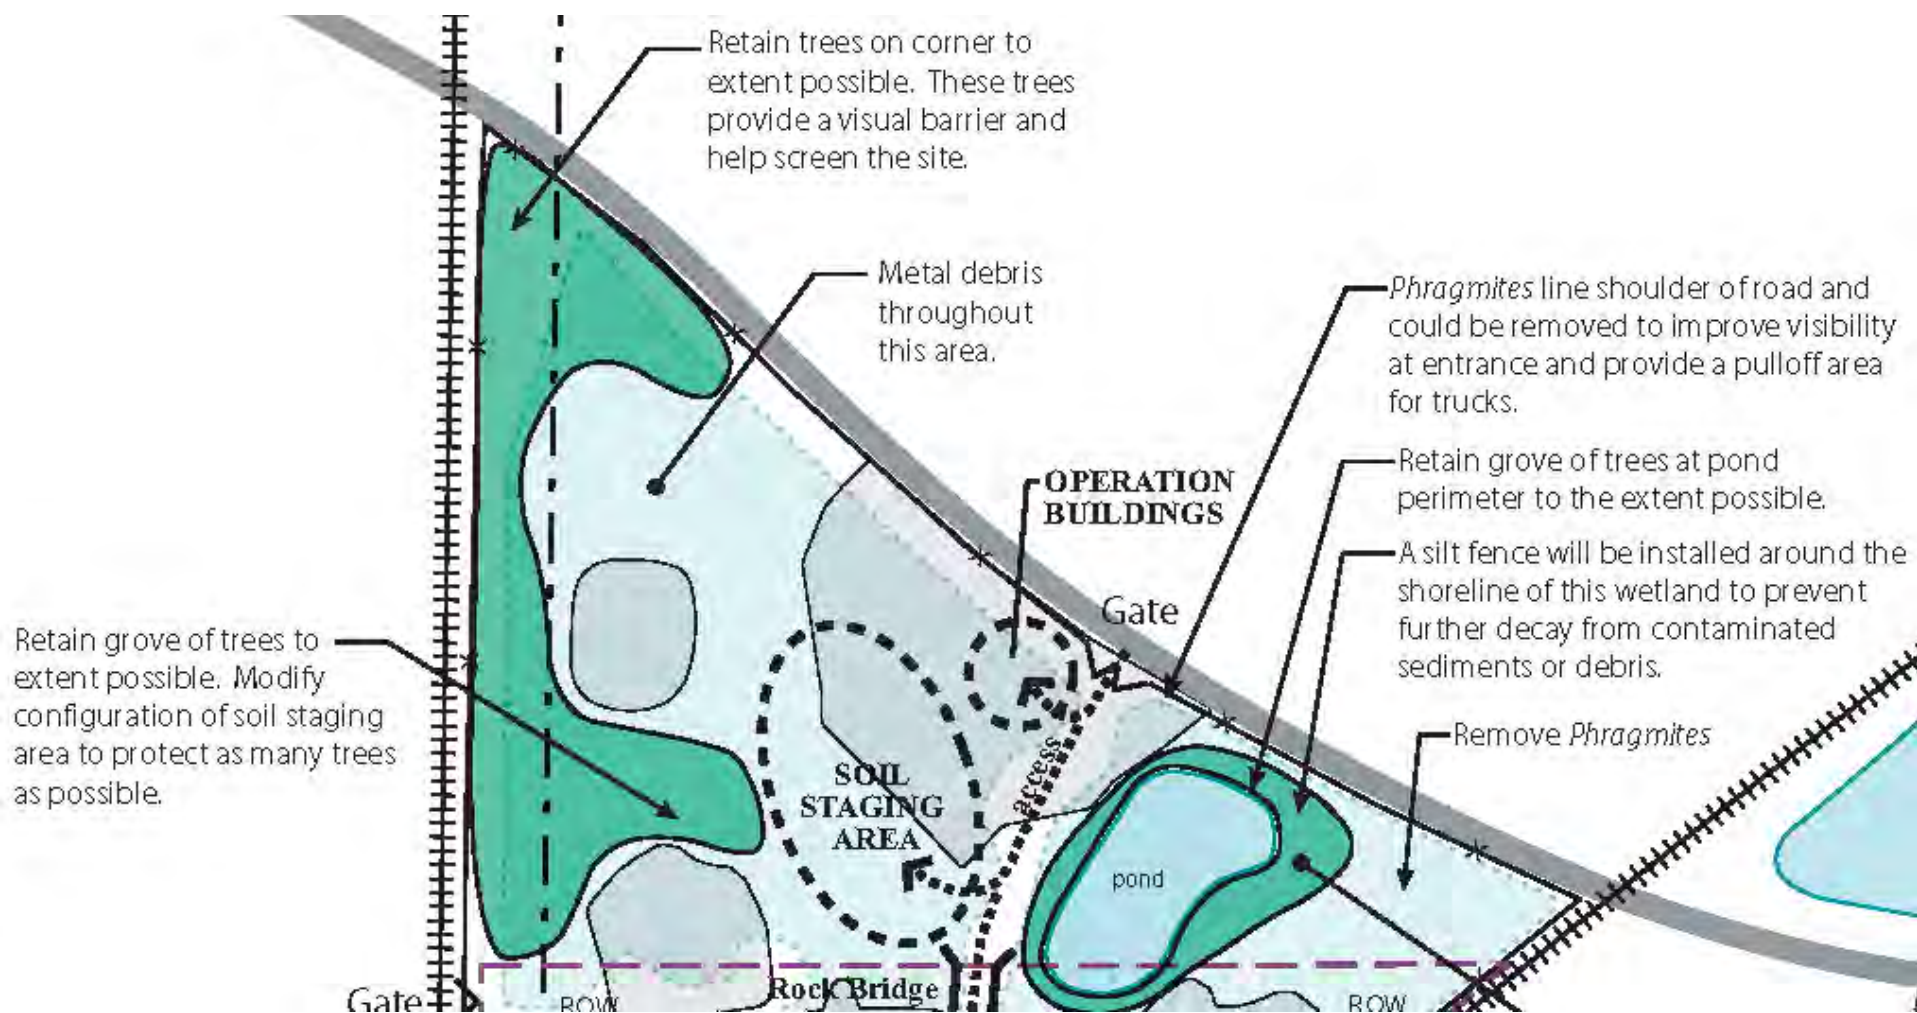 Retain trees on corner to
extent possible. These trees
provide a visual barrier and
help screen the site.
Metal debris
throughout
this area.
Phragmites line shoulder of road and
could be removed to improve visibility
at entrance and provide a pulloff area
for trucks.
Retain grove of trees at pond
perimeter to the extent possible.
OPERATION
BUILDINGS
A silt fence will be installed around the
shoreline of this wetland to prevent
further decay from contaminated
sediments or debris.
Gate
Retain grove of trees to
extent possible. Modify
configuration of soil staging
area to protect as many trees
as possible.
Remove Phragmites
access
SOIL
STAGING
AREA
pond
Rock Bridge
Gate
ROW
ROW